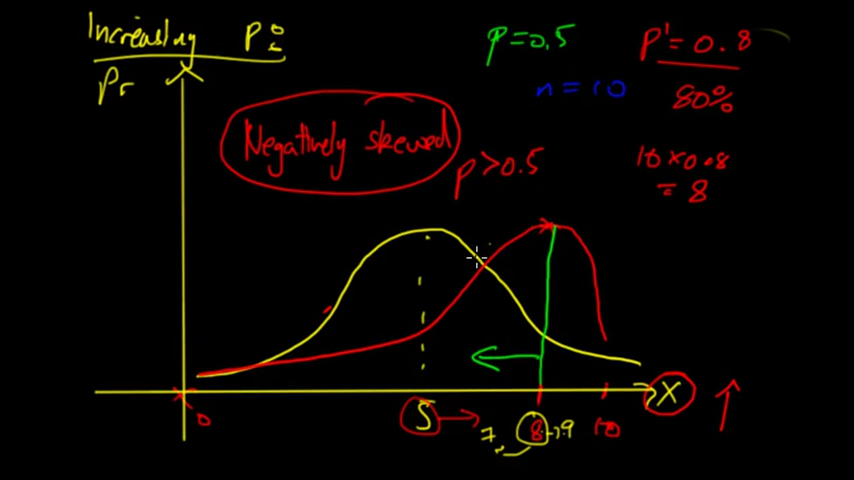 Increasing P:
Pr
P=0.5
P' = 0.8
n = 10
80%
Negatively skewed
p>0.5
10×0.8
= 8
X
0
5
7
8
9
10